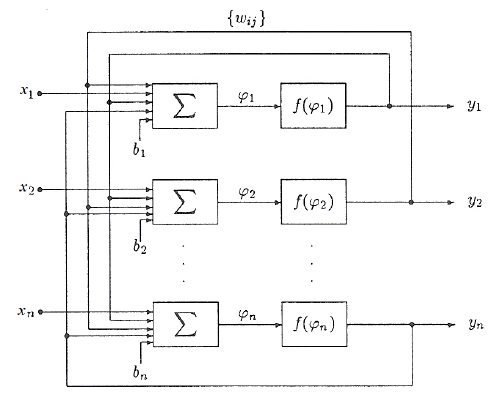 {w_ij}
x_1 Σ φ_1 f(φ_1) y_1
b_1
x_2 Σ φ_2 f(φ_2) y_2
b_2
x_n Σ φ_n f(φ_n) y_n
b_n